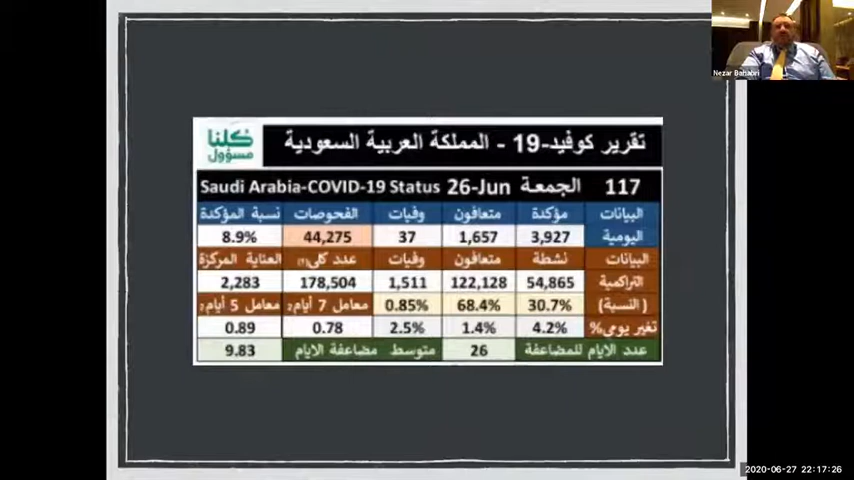 Nezar Bahabri
كلنا
مسؤول
تقرير كوفيد-19 - المملكة العربية السعودية
117 الجمعة 26-Jun Saudi Arabia-COVID-19 Status
البيانات مؤكدة متعافون وفيات الفحوصات نسبة المؤكدة
اليومية 3,927 1,657 37 44,275 8.9%
البيانات نشطة متعافون وفيات عدد كلي(٢) العناية المركزة
التراكمية 54,865 122,128 1,511 178,504 2,283
(النسبة) 30.7% 68.4% 0.85% معامل 7 أيام2 معامل 5 أيام2
تغير يومي% 4.2% 1.4% 2.5% 0.78 0.89
عدد الأيام للمضاعفة 26 متوسط مضاعفة الايام 9.83
2020-06-27 22:17:26